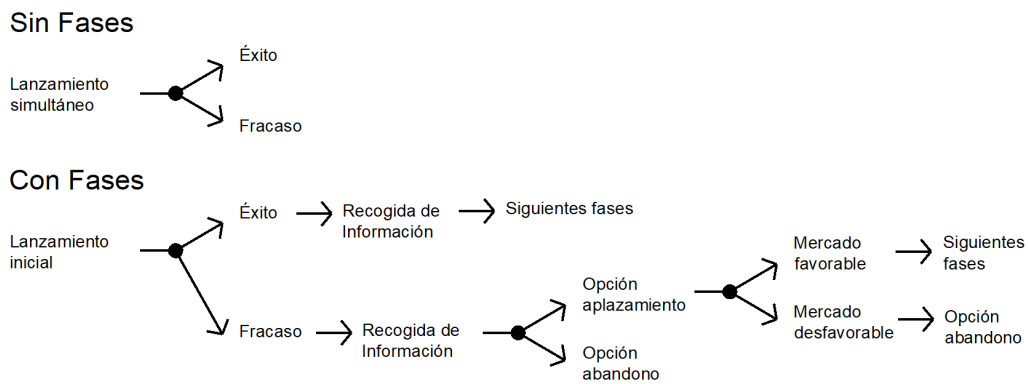 Sin Fases
Éxito
Lanzamiento
simultáneo
Fracaso
Con Fases
Éxito
Recogida de
Información
Siguientes fases
Lanzamiento
inicial
Mercado
favorable
Siguientes
fases
Opción
aplazamiento
Fracaso
Recogida de
Información
Mercado
desfavorable
Opción
abandono
Opción
abandono